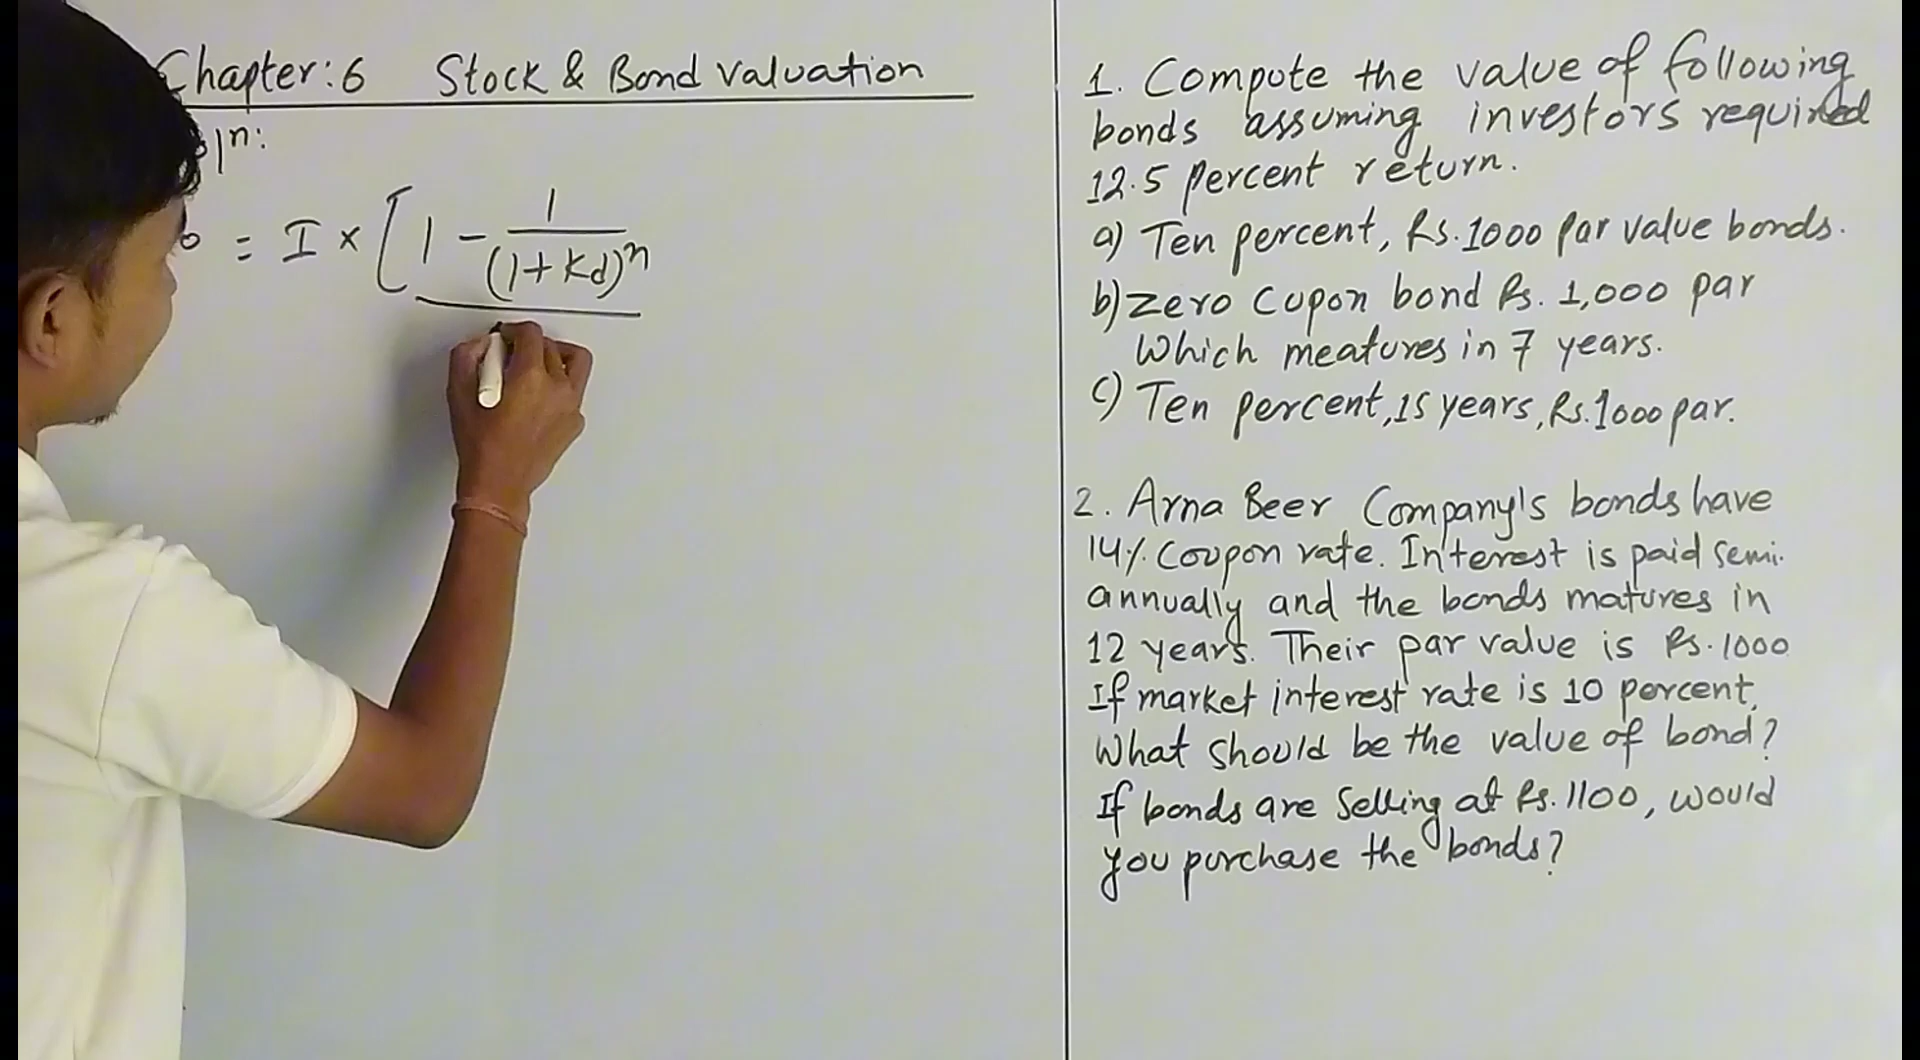 Chapter:6 Stock & Bond valuation
ol^n:
o = I × [1 - 1/(1+Kd)^n
1. Compute the value of following
bonds assuming investors required
12.5 percent return.
a) Ten percent, Rs.1000 par value bonds.
b) zero Cupon bond Rs. 1,000 par
Which meatures in 7 years.
c) Ten percent, 15 years, Rs.1000 par.
2. Arna Beer Company's bonds have
14% Coupon rate. Interest is paid semi.
annually and the bonds matures in
12 years. Their par value is Rs.1000
If market interest rate is 10 percent,
What should be the value of bond?
If bonds are Selling at Rs.1100, would
you purchase the bonds?